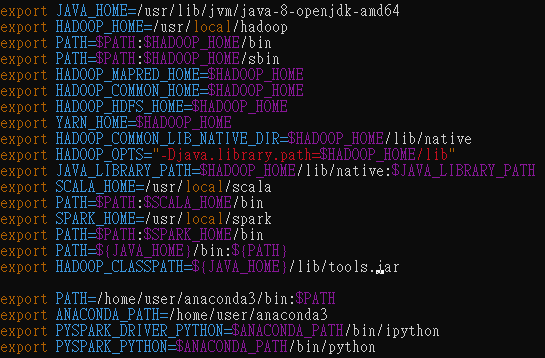 export JAVA_HOME=/usr/lib/jvm/java-8-openjdk-amd64
export HADOOP_HOME=/usr/local/hadoop
export PATH=$PATH:$HADOOP_HOME/bin
export PATH=$PATH:$HADOOP_HOME/sbin
export HADOOP_MAPRED_HOME=$HADOOP_HOME
export HADOOP_COMMON_HOME=$HADOOP_HOME
export HADOOP_HDFS_HOME=$HADOOP_HOME
export YARN_HOME=$HADOOP_HOME
export HADOOP_COMMON_LIB_NATIVE_DIR=$HADOOP_HOME/lib/native
export HADOOP_OPTS="-Djava.library.path=$HADOOP_HOME/lib"
export JAVA_LIBRARY_PATH=$HADOOP_HOME/lib/native:$JAVA_LIBRARY_PATH
export SCALA_HOME=/usr/local/scala
export PATH=$PATH:$SCALA_HOME/bin
export SPARK_HOME=/usr/local/spark
export PATH=$PATH:$SPARK_HOME/bin
export PATH=${JAVA_HOME}/bin:${PATH}
export HADOOP_CLASSPATH=${JAVA_HOME}/lib/tools.jar
export PATH=/home/user/anaconda3/bin:$PATH
export ANACONDA_PATH=/home/user/anaconda3
export PYSPARK_DRIVER_PYTHON=$ANACONDA_PATH/bin/ipython
export PYSPARK_PYTHON=$ANACONDA_PATH/bin/python